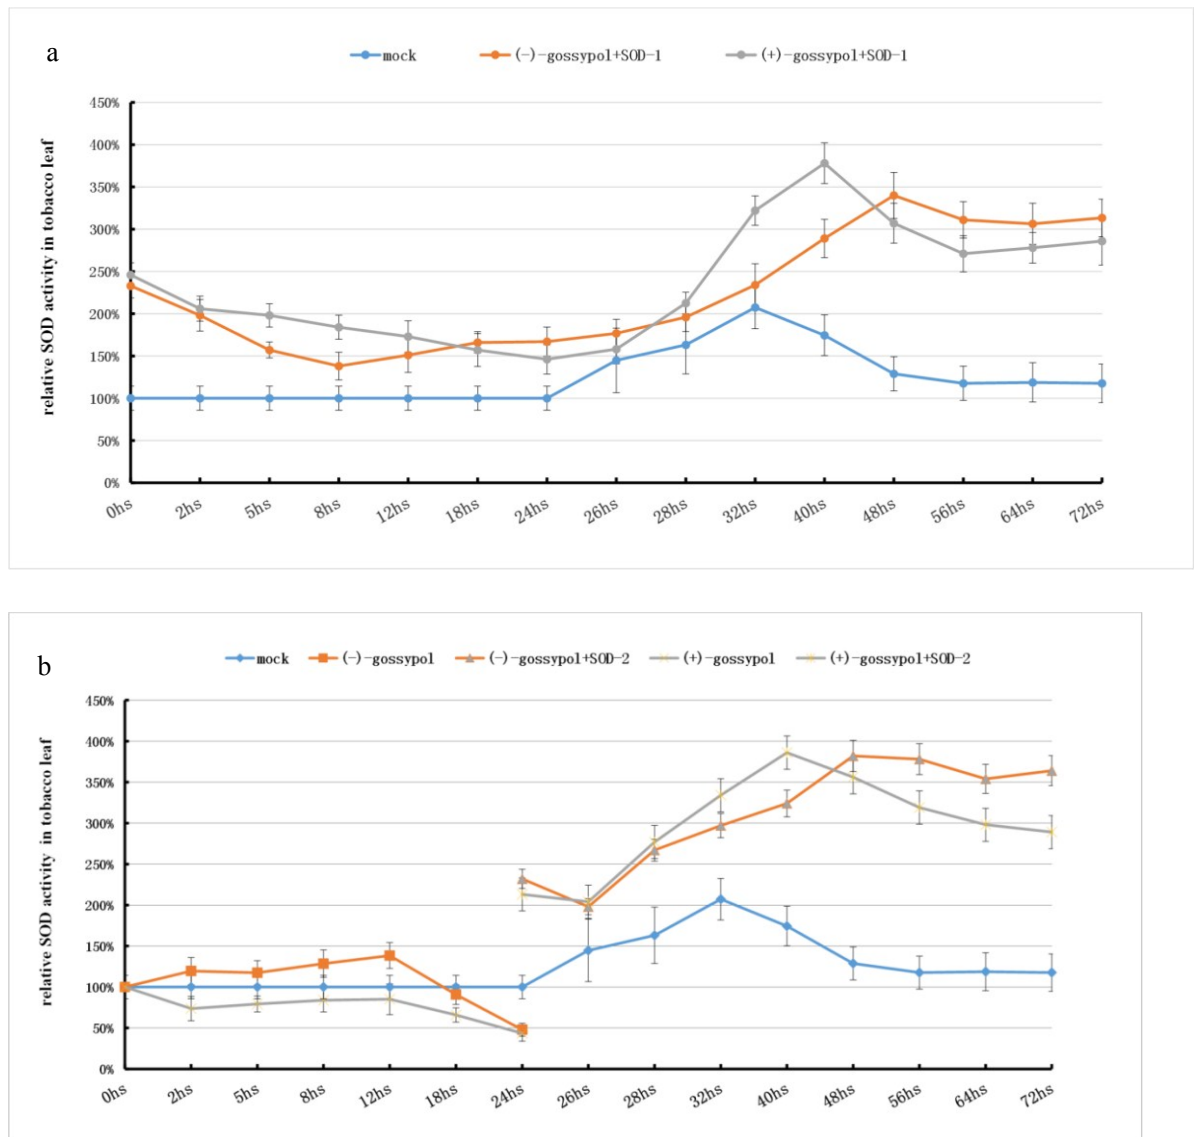 a
mock (-)-gossypol+SOD-1 (+)-gossypol+SOD-1
relative SOD activity in tobacco leaf
450%
400%
350%
300%
250%
200%
150%
100%
50%
0%
0hs 2hs 5hs 8hs 12hs 18hs 24hs 26hs 28hs 32hs 40hs 48hs 56hs 64hs 72hs
b
mock (-)-gossypol (-)-gossypol+SOD-2 (+)-gossypol (+)-gossypol+SOD-2
relative SOD activity in tobacco leaf
450%
400%
350%
300%
250%
200%
150%
100%
50%
0%
0hs 2hs 5hs 8hs 12hs 18hs 24hs 26hs 28hs 32hs 40hs 48hs 56hs 64hs 72hs